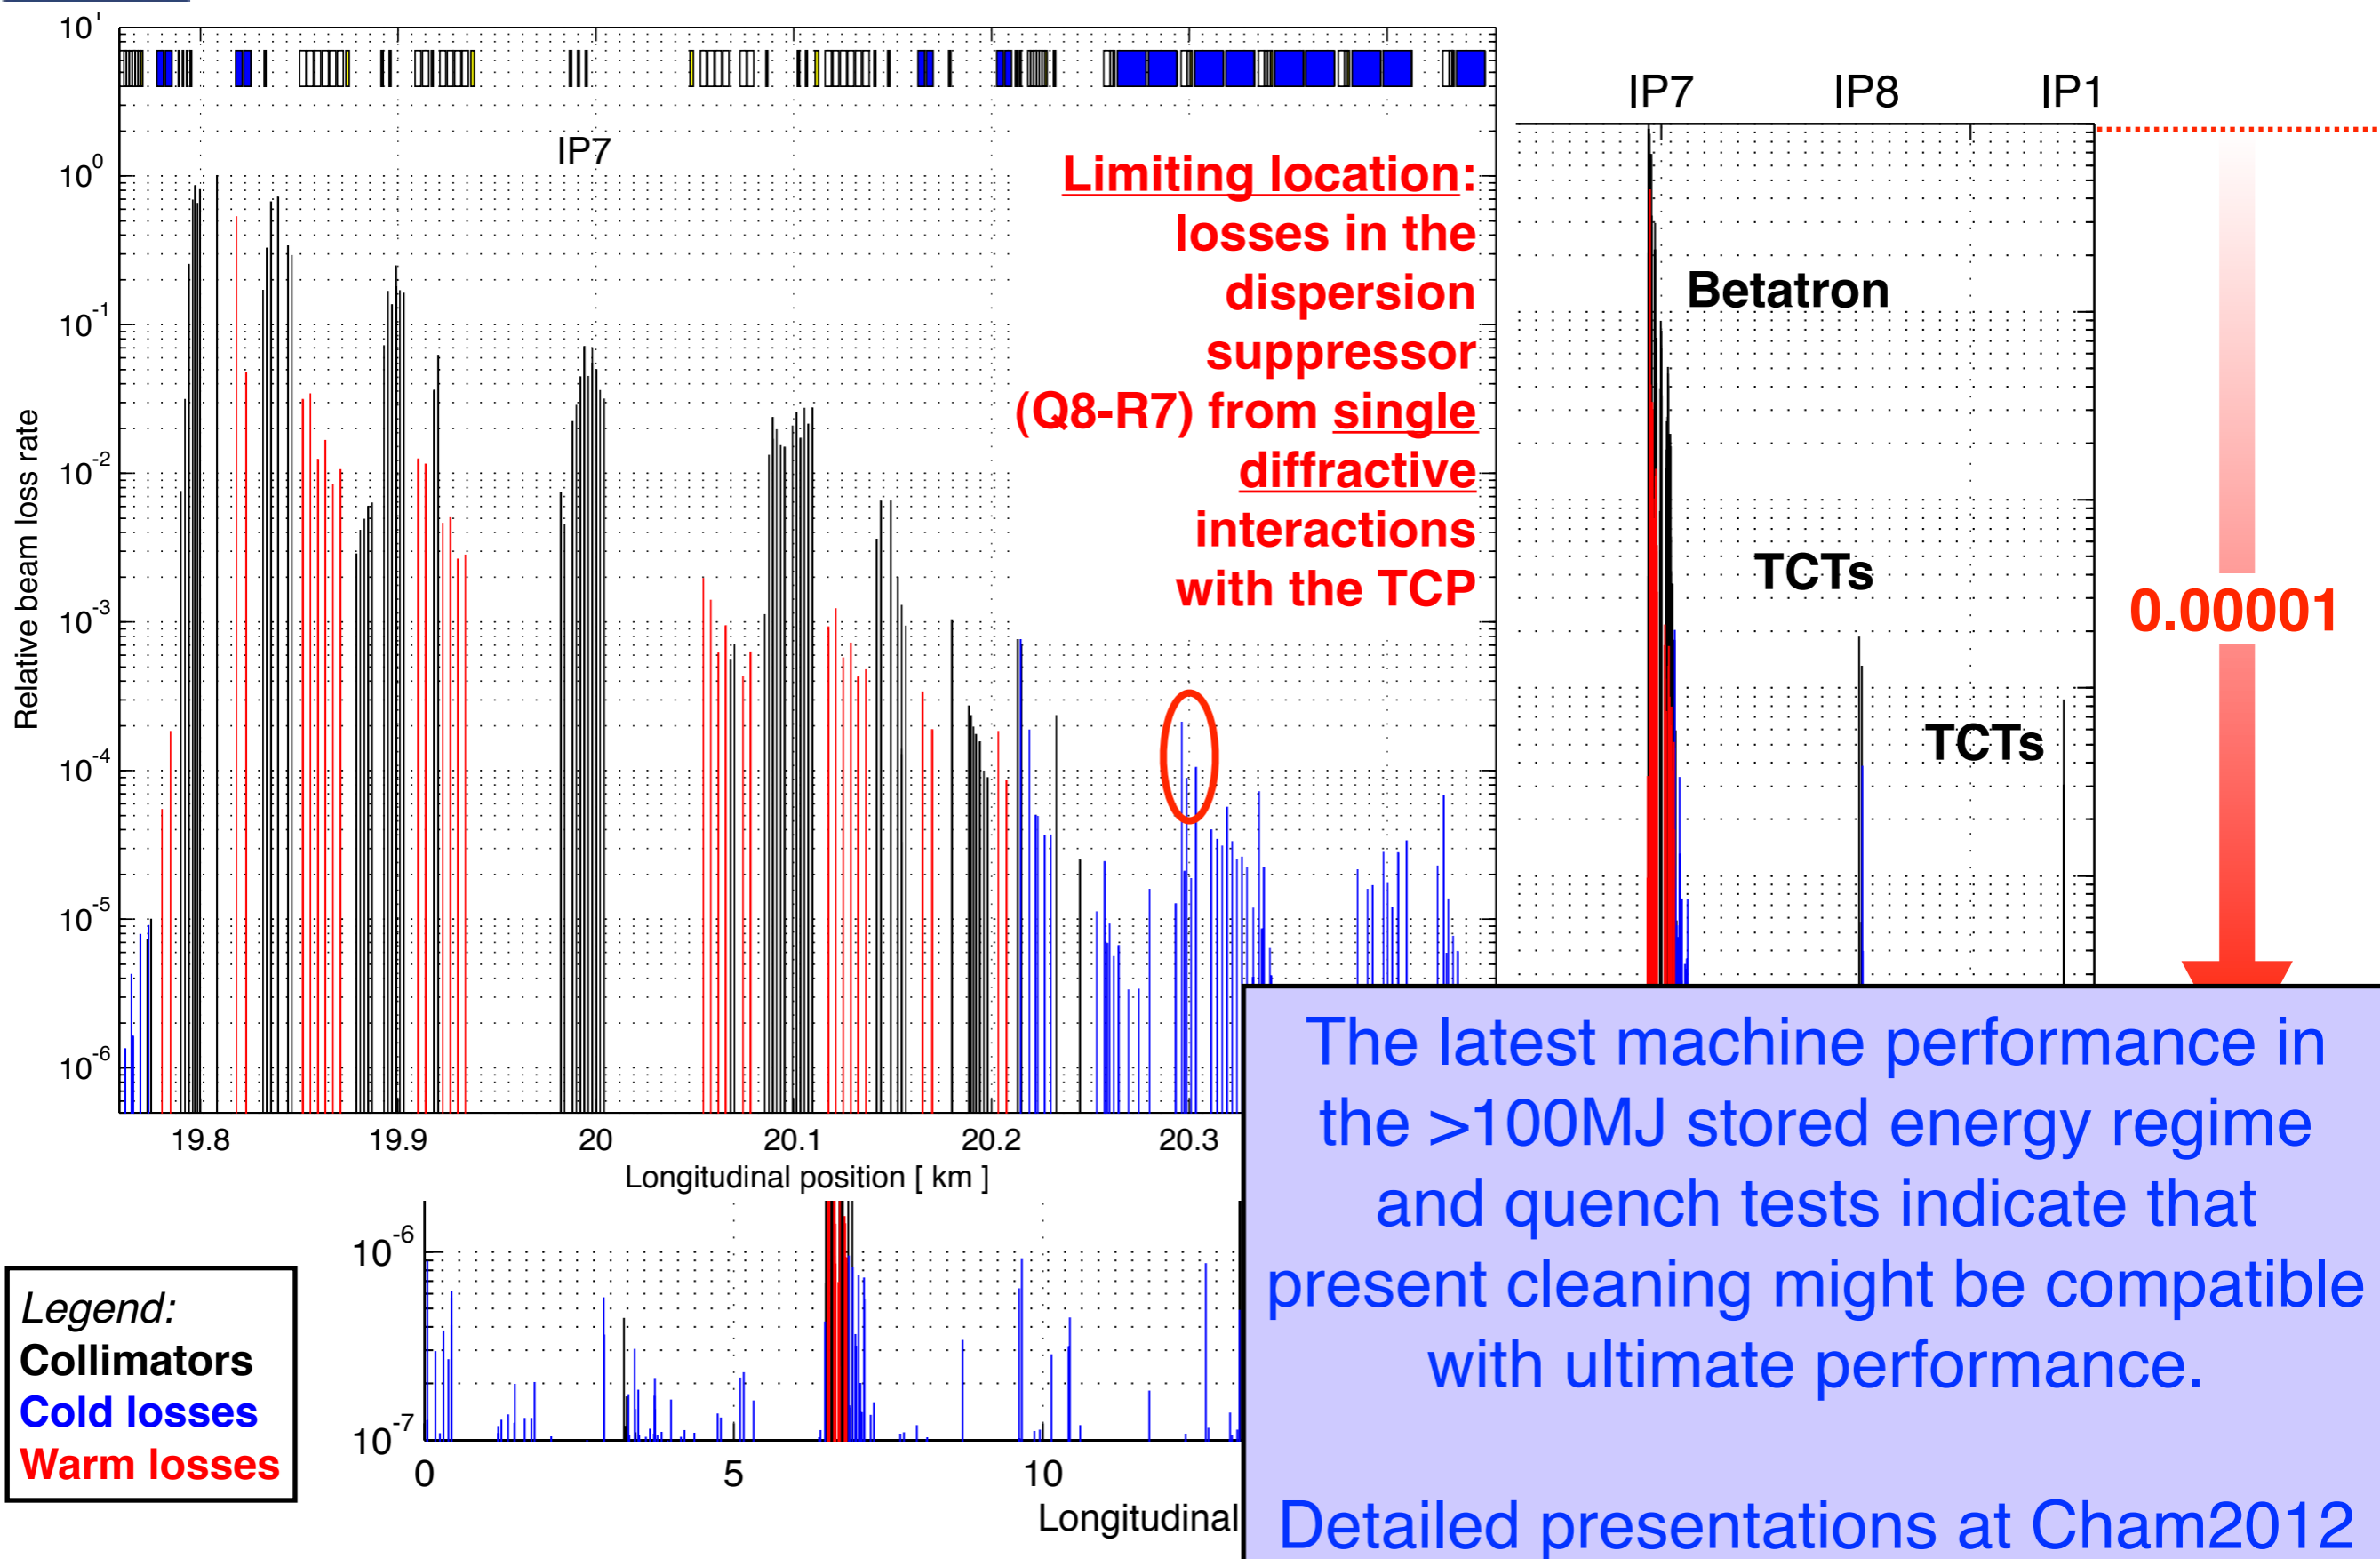 10¹
10⁰
10⁻¹
10⁻²
10⁻³
10⁻⁴
10⁻⁵
10⁻⁶
Relative beam loss rate
IP7
19.8 19.9 20 20.1 20.2 20.3
Longitudinal position [ km ]
Limiting location:
losses in the
dispersion
suppressor
(Q8-R7) from single
diffractive
interactions
with the TCP
IP7 IP8 IP1
Betatron
TCTs
TCTs
0.00001
10⁻⁶
10⁻⁷
0 5 10
Longitudinal
Legend:
Collimators
Cold losses
Warm losses
The latest machine performance in
the >100MJ stored energy regime
and quench tests indicate that
present cleaning might be compatible
with ultimate performance.
Detailed presentations at Cham2012